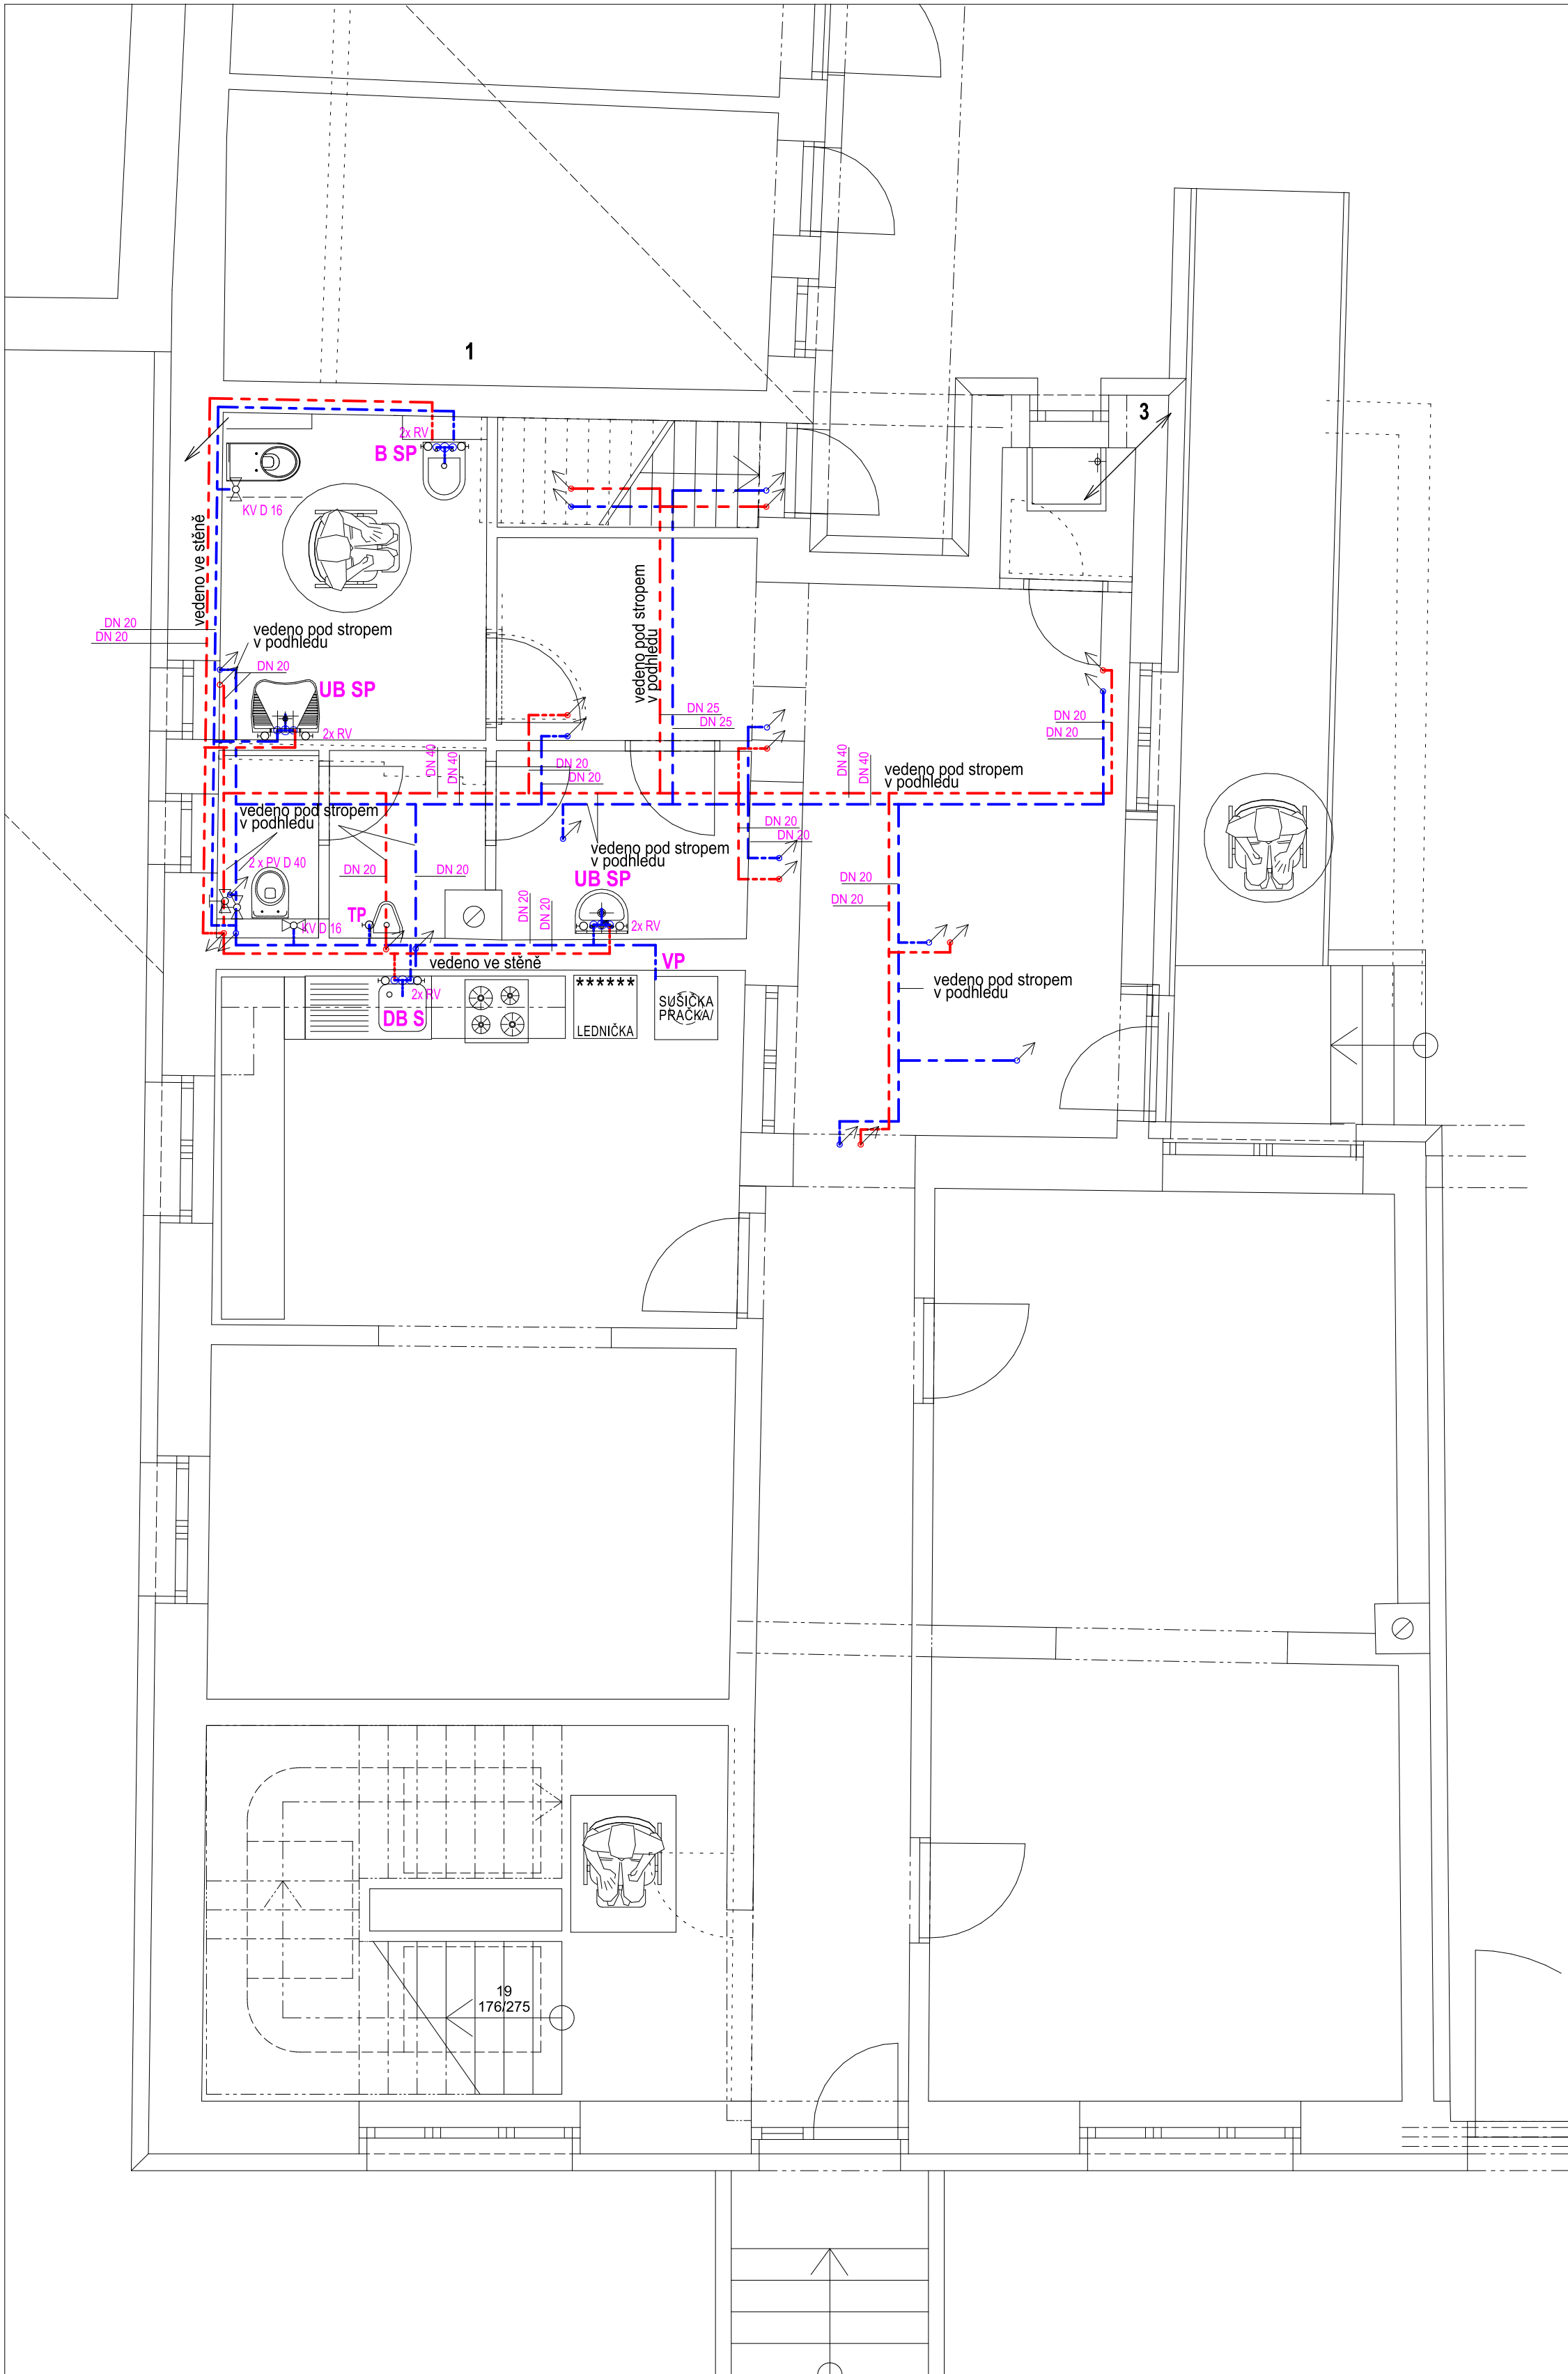 1
3
2x RV
B SP
KV D 16
vedeno ve stěně
DN 20
DN 20
vedeno pod stropem
v podhledu
DN 20
UB SP
2x RV
vedeno pod stropem
v podhledu
DN 25
DN 25
DN 20
DN 20
DN 40
DN 40
DN 20
DN 20
DN 40
DN 40
vedeno pod stropem
v podhledu
vedeno pod stropem
v podhledu
DN 20
DN 20
vedeno pod stropem
v podhledu
2 x PV D 40
DN 20
DN 20
UB SP
DN 20
DN 20
DN 20
DN 20
TP
KV D 16
2x RV
vedeno ve stěně
VP
vedeno pod stropem
v podhledu
2x RV
DB S
******
LEDNIČKA
SUŠIČKA
PRAČKA/
19
176/275